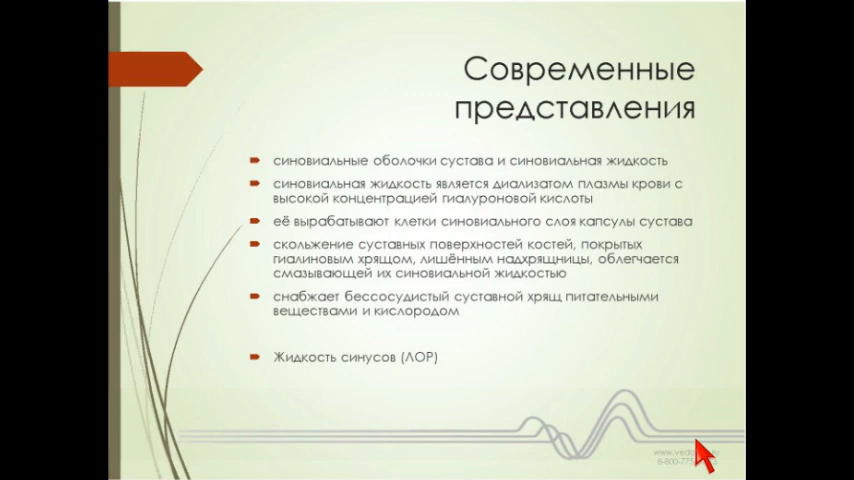 Современные
представления
синовиальные оболочки сустава и синовиальная жидкость
синовиальная жидкость является диализатом плазмы крови с
высокой концентрацией гиалуроновой кислоты
её вырабатывают клетки синовиального слоя капсулы сустава
скольжение суставных поверхностей костей, покрытых
гиалиновым хрящом, лишённым надхрящницы, облегчается
смазывающей их синовиальной жидкостью
снабжает бессосудистый суставной хрящ питательными
веществами и кислородом
Жидкость синусов (ЛОР)